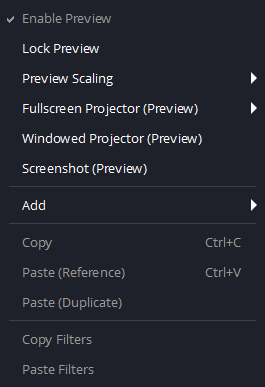 Enable Preview
Lock Preview
Preview Scaling
Fullscreen Projector (Preview)
Windowed Projector (Preview)
Screenshot (Preview)
Add
Copy Ctrl+C
Paste (Reference) Ctrl+V
Paste (Duplicate)
Copy Filters
Paste Filters